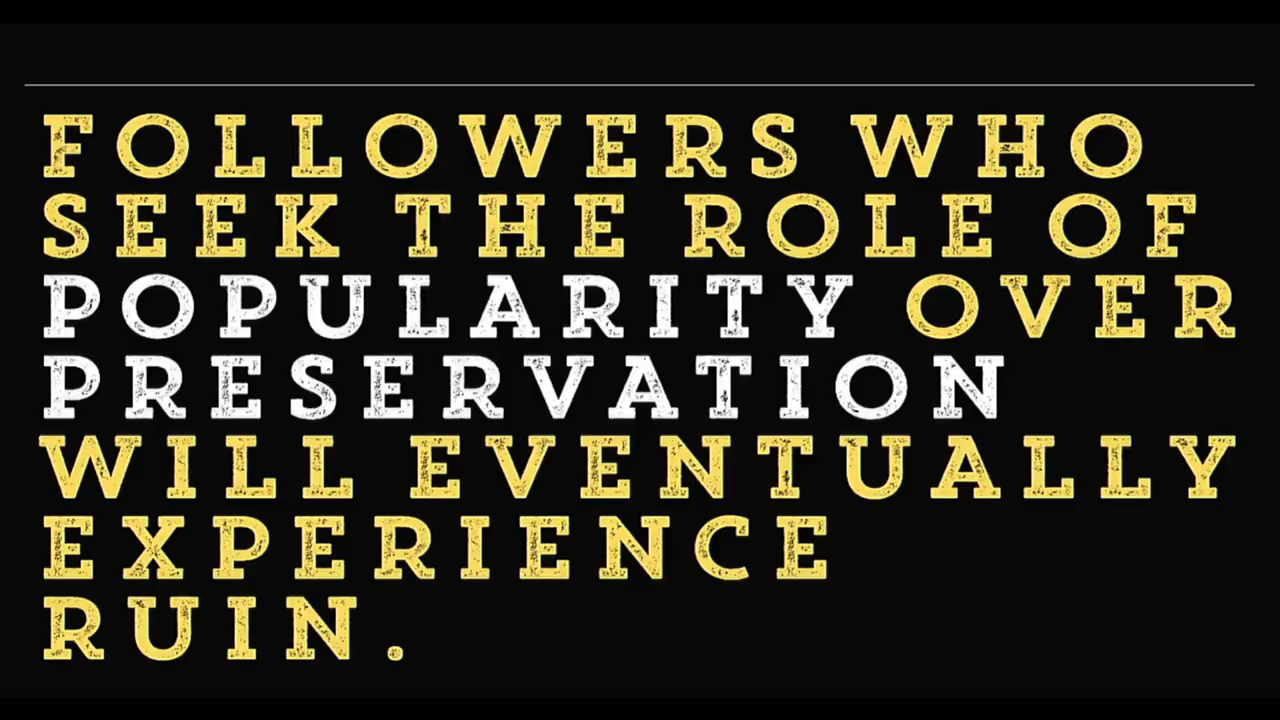 FOLLOWERS WHO
SEEK THE ROLE OF
POPULARITY OVER
PRESERVATION
WILL EVENTUALLY
EXPERIENCE
RUIN.